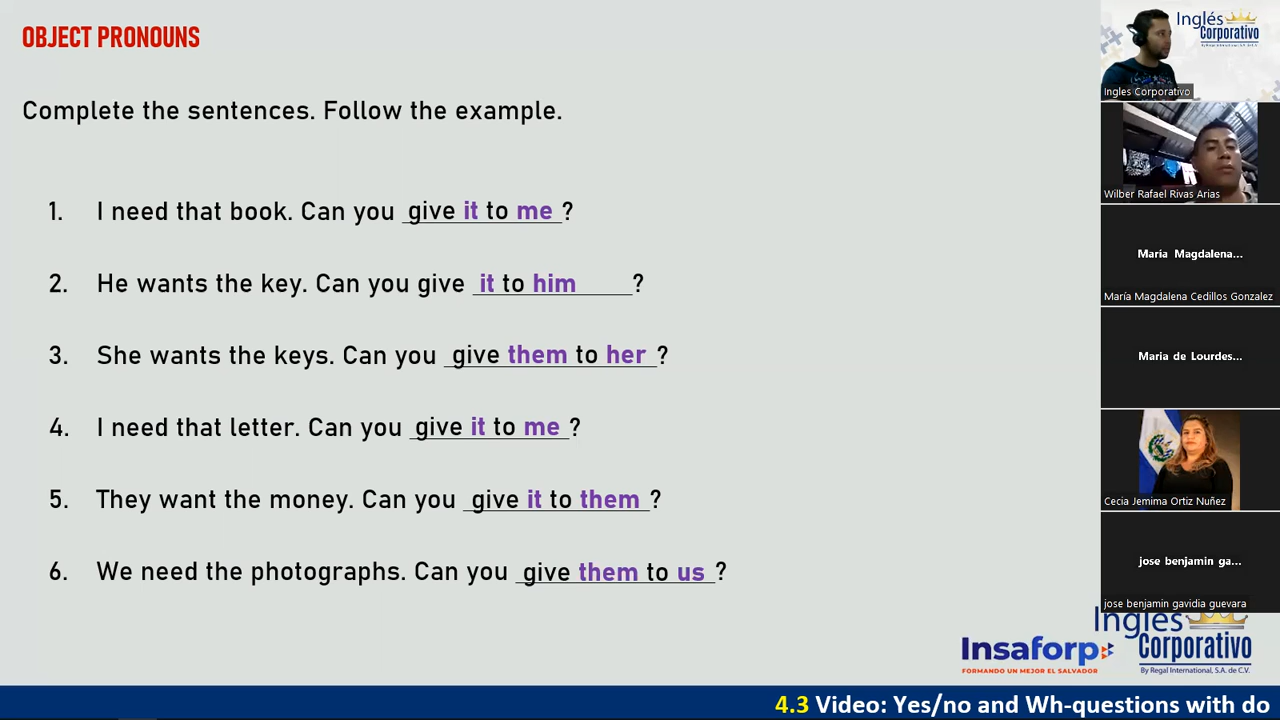 OBJECT PRONOUNS
Complete the sentences. Follow the example.
1. I need that book. Can you give it to me ?
2. He wants the key. Can you give it to him ?
3. She wants the keys. Can you give them to her ?
4. I need that letter. Can you give it to me ?
5. They want the money. Can you give it to them ?
6. We need the photographs. Can you give them to us ?
Inglés
Corporativo
Ingles Corporativo
Wilber Rafael Rivas Arias
María Magdalena...
María Magdalena Cedillos Gonzalez
Maria de Lourdes...
Cecia Jemima Ortiz Nuñez
jose benjamin ga...
jose benjamin gavidia guevara
Insaforp
FORMANDO UN MEJOR EL SALVADOR
Inglés
Corporativo
By Regal International, S.A. de C.V.
4.3 Video: Yes/no and Wh-questions with do